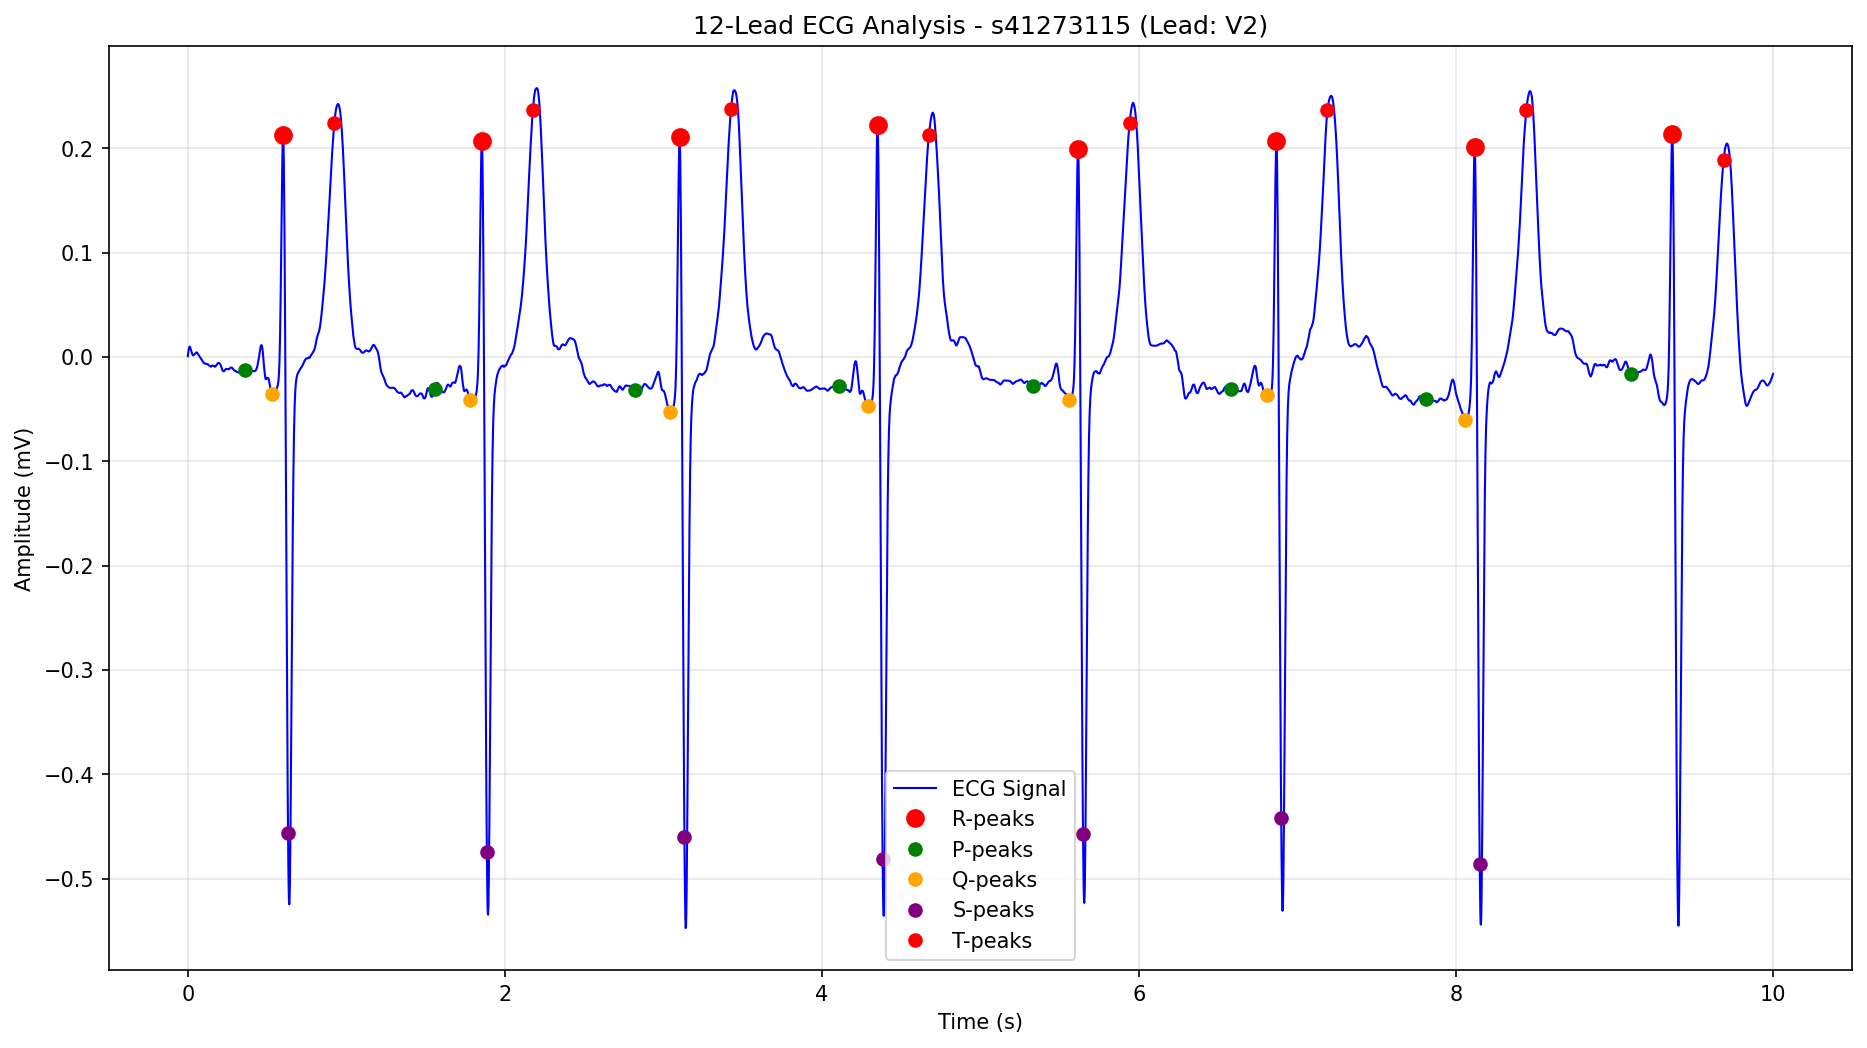 12-Lead ECG Analysis - s41273115 (Lead: V2)
Amplitude (mV)
0.2
0.1
0.0
−0.1
−0.2
−0.3
−0.4
−0.5
ECG Signal
R-peaks
P-peaks
Q-peaks
S-peaks
T-peaks
0 2 4 6 8 10
Time (s)